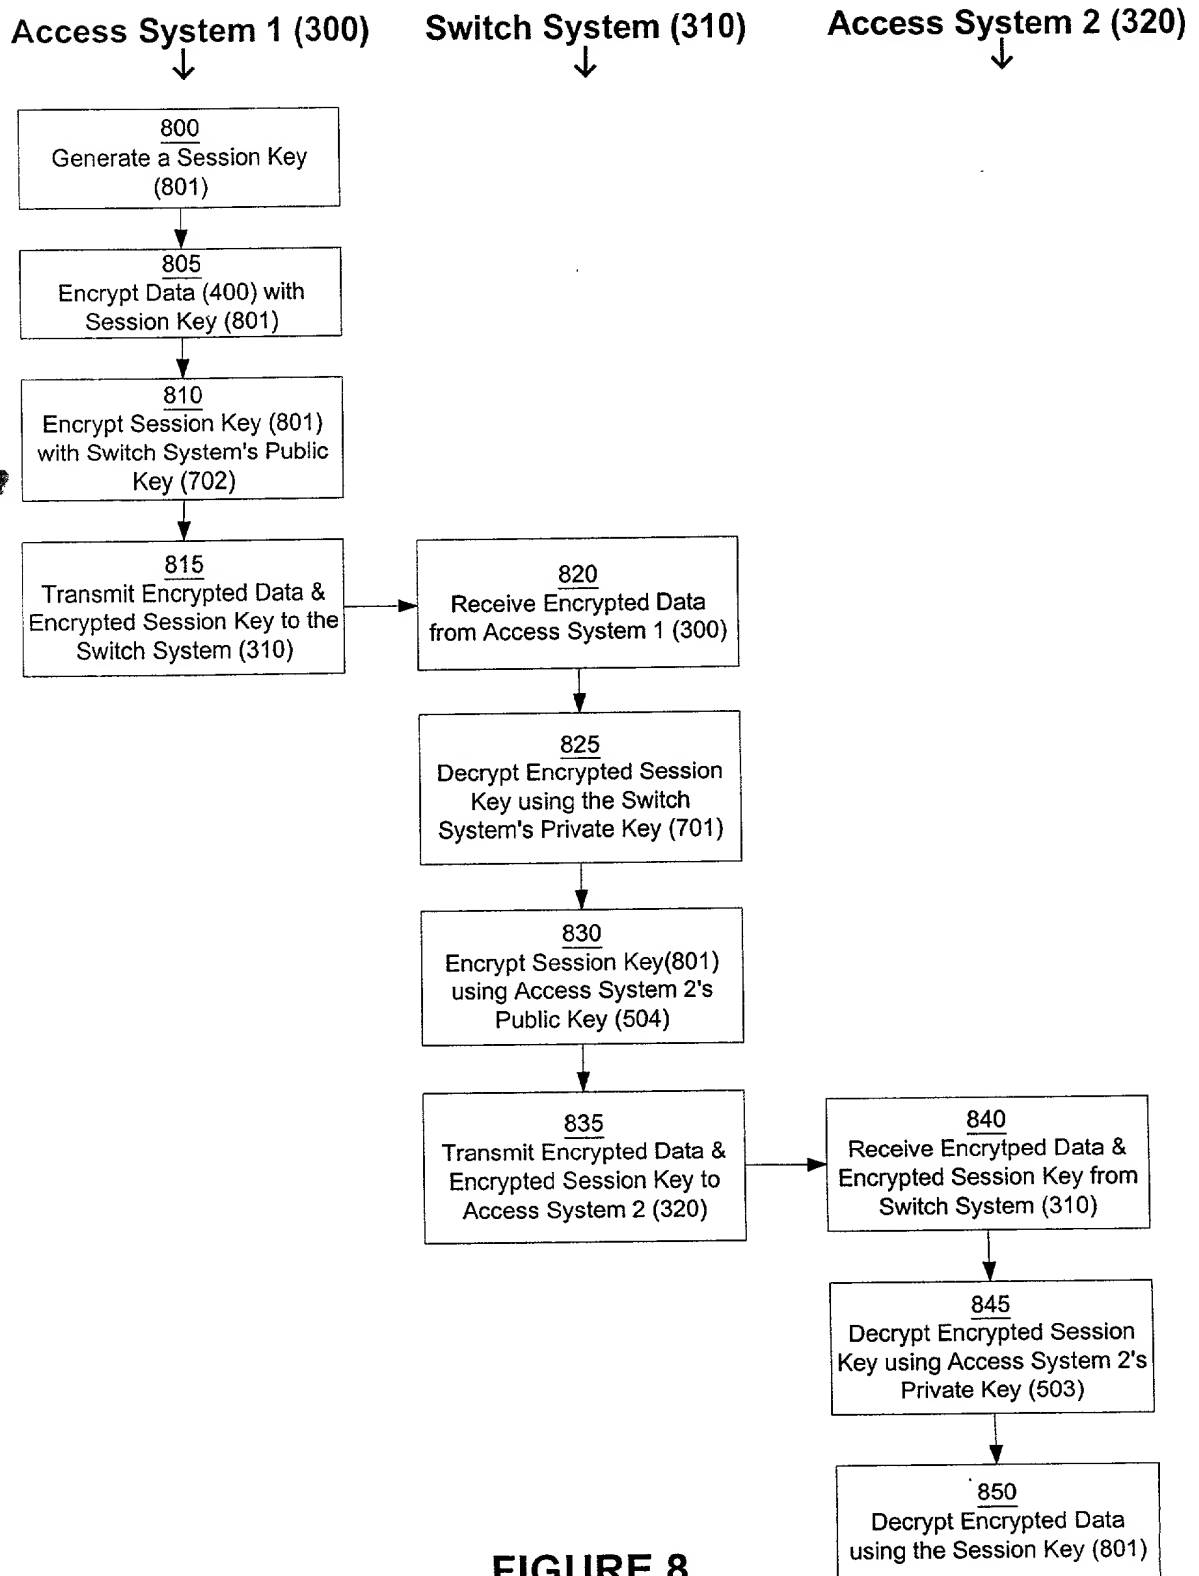 Access System 1 (300)
Switch System (310)
Access System 2 (320)
800
Generate a Session Key
(801)
805
Encrypt Data (400) with
Session Key (801)
810
Encrypt Session Key (801)
with Switch System's Public
Key (702)
815
Transmit Encrypted Data &
Encrypted Session Key to the
Switch System (310)
820
Receive Encrypted Data
from Access System 1 (300)
825
Decrypt Encrypted Session
Key using the Switch
System's Private Key (701)
830
Encrypt Session Key(801)
using Access System 2's
Public Key (504)
835
Transmit Encrypted Data &
Encrypted Session Key to
Access System 2 (320)
840
Receive Encrytped Data &
Encrypted Session Key from
Switch System (310)
845
Decrypt Encrypted Session
Key using Access System 2's
Private Key (503)
850
Decrypt Encrypted Data
using the Session Key (801)
FIGURE 8